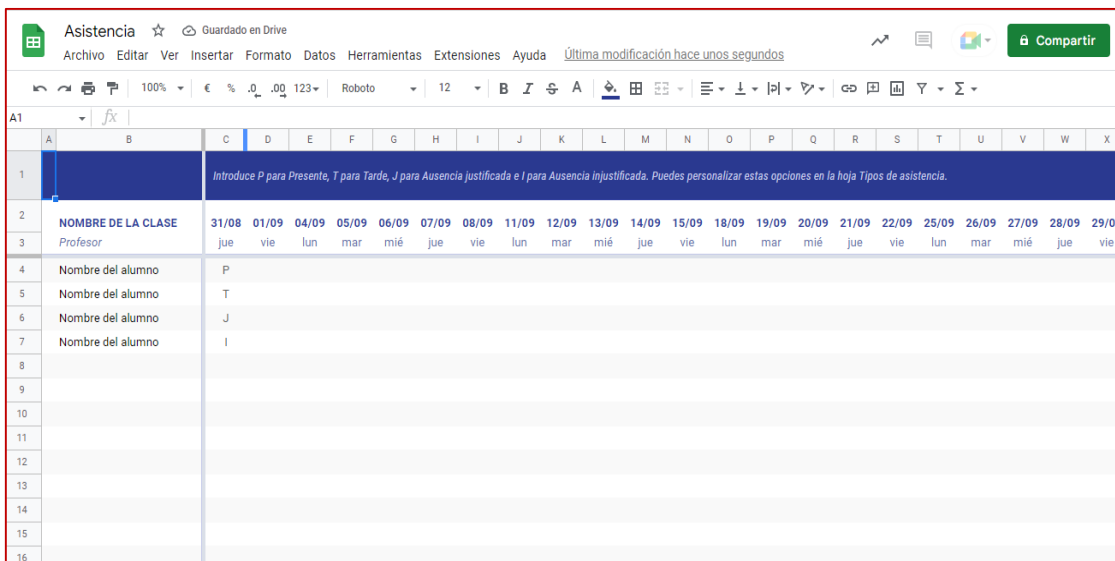 Asistencia Guardado en Drive
Archivo Editar Ver Insertar Formato Datos Herramientas Extensiones Ayuda Última modificación hace unos segundos
Compartir
100% € % .0 .00 123 Roboto 12 B I S A
A1 fx
A B C D E F G H I J K L M N O P Q R S T U V W X
1 Introduce P para Presente, T para Tarde, J para Ausencia justificada e I para Ausencia injustificada. Puedes personalizar estas opciones en la hoja Tipos de asistencia.
2 NOMBRE DE LA CLASE 31/08 01/09 04/09 05/09 06/09 07/09 08/09 11/09 12/09 13/09 14/09 15/09 18/09 19/09 20/09 21/09 22/09 25/09 26/09 27/09 28/09 29/0
3 Profesor jue vie lun mar mié jue vie lun mar mié jue vie lun mar mié jue vie lun mar mié jue vie
4 Nombre del alumno P
5 Nombre del alumno T
6 Nombre del alumno J
7 Nombre del alumno I
8
9
10
11
12
13
14
15
16